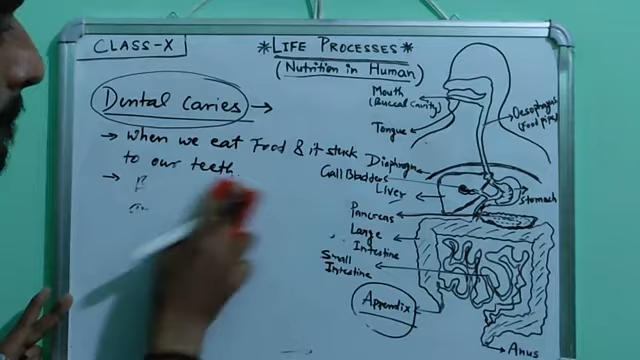 CLASS-X
*LIFE PROCESSES*
(Nutrition in Human)
Dental caries →
→ When we eat Food & it stuck
to our teeth.
→
Mouth
(Buccal cavity)
Oesophagus
(Food pipe)
Tongue
Diaphragm
Gall Bladder
Liver
Stomach
Pancreas
Large
Intestine
Small
Intestine
Appendix
Anus